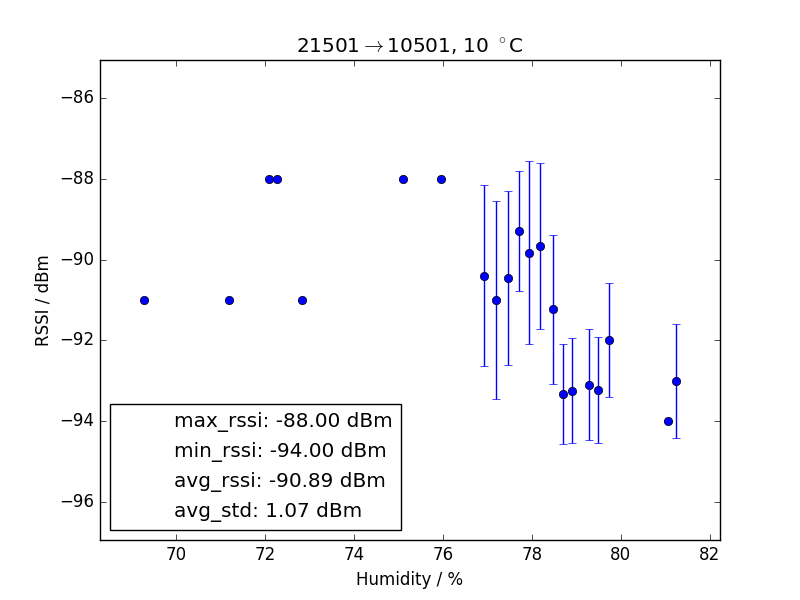 21501→10501, 10 °C
−86
−88
−90
−92
−94
−96
RSSI / dBm
max_rssi: -88.00 dBm
min_rssi: -94.00 dBm
avg_rssi: -90.89 dBm
avg_std: 1.07 dBm
70 72 74 76 78 80 82
Humidity / %